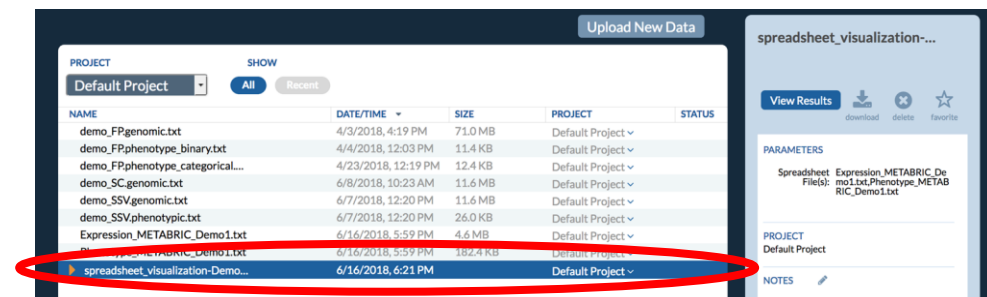 Upload New Data
PROJECT SHOW
Default Project All Recent
NAME DATE/TIME SIZE PROJECT STATUS
demo_FP.genomic.txt 4/3/2018, 4:19 PM 71.0 MB Default Project
demo_FP.phenotype_binary.txt 4/4/2018, 12:03 PM 11.4 KB Default Project
demo_FP.phenotype_categorical.... 4/23/2018, 12:19 PM 12.4 KB Default Project
demo_SC.genomic.txt 6/8/2018, 10:23 AM 11.6 MB Default Project
demo_SSV.genomic.txt 6/7/2018, 12:20 PM 11.6 MB Default Project
demo_SSV.phenotypic.txt 6/7/2018, 12:20 PM 26.0 KB Default Project
Expression_METABRIC_Demo1.txt 6/16/2018, 5:59 PM 4.6 MB Default Project
6/16/2018, 5:59 PM 182.4 KB Default Project
spreadsheet_visualization-Demo... 6/16/2018, 6:21 PM Default Project
spreadsheet_visualization-...
View Results
download delete favorite
PARAMETERS
Spreadsheet Expression_METABRIC_De
File(s): mo1.txt,Phenotype_METAB
RIC_Demo1.txt
PROJECT
Default Project
NOTES